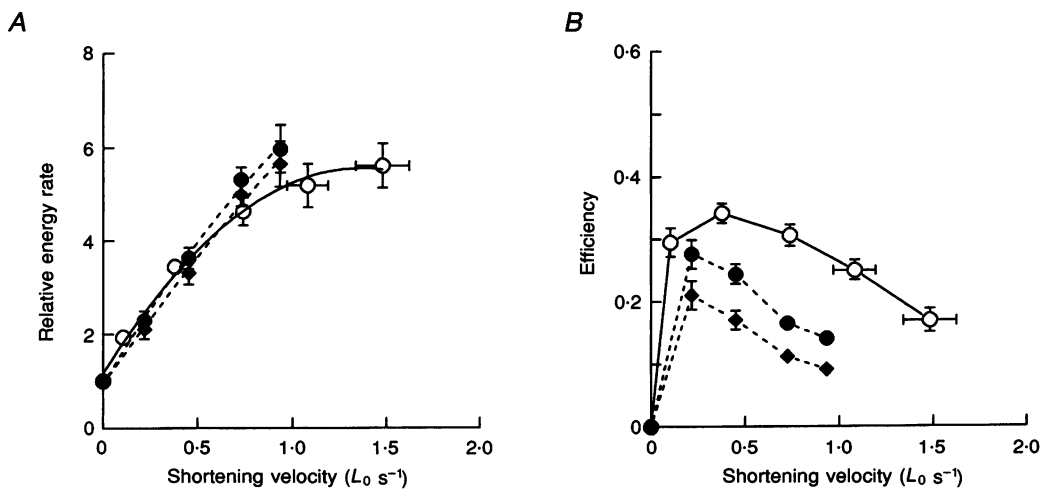 A
B
8
6
4
2
0
Relative energy rate
0 0·5 1·0 1·5 2·0
Shortening velocity (L₀ s⁻¹)
0·6
0·4
0·2
0
Efficiency
0 0·5 1·0 1·5 2·0
Shortening velocity (L₀ s⁻¹)